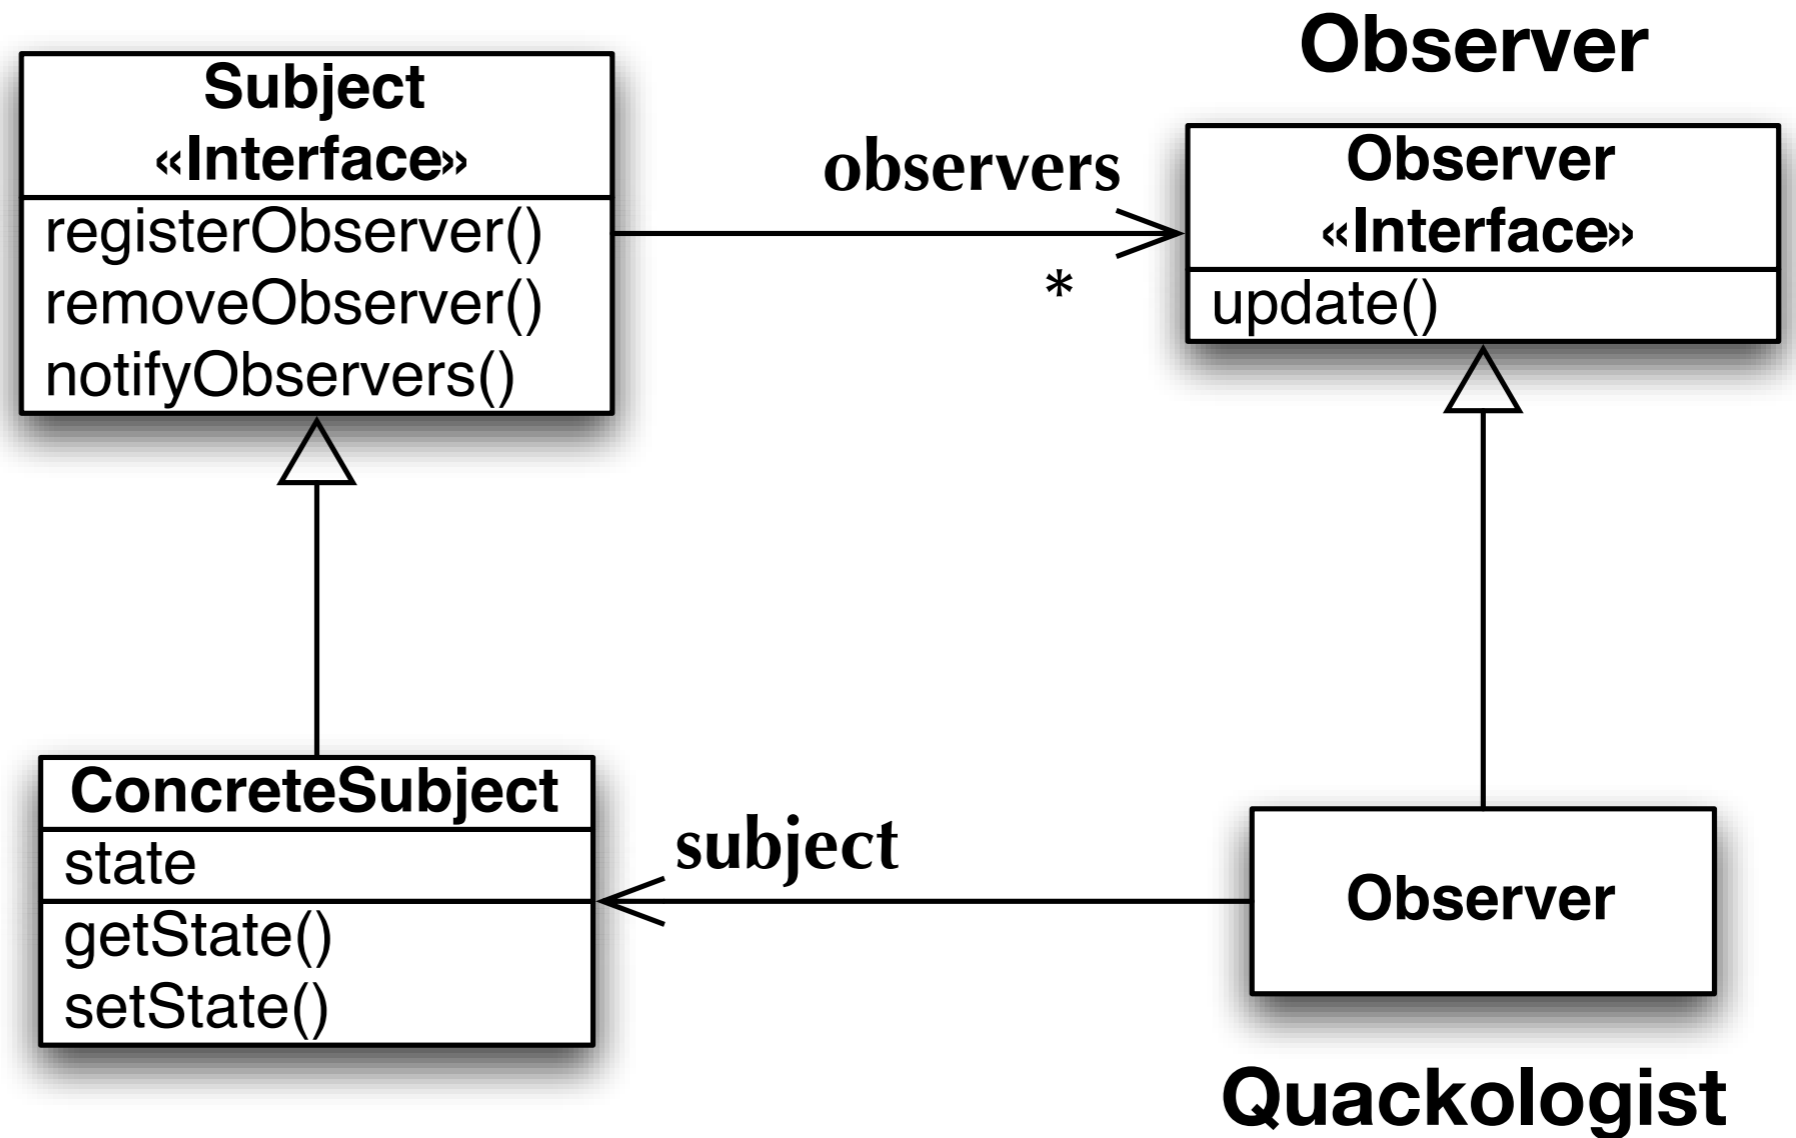 Observer
Subject
«Interface»
registerObserver()
removeObserver()
notifyObservers()
observers
*
Observer
«Interface»
update()
ConcreteSubject
state
getState()
setState()
subject
Observer
Quackologist